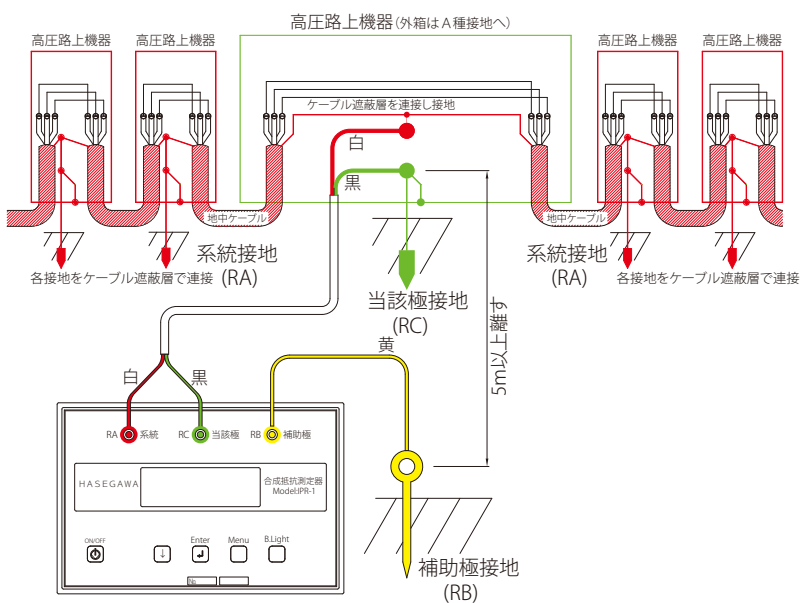 高圧路上機器(外箱はA種接地へ)
高圧路上機器
高圧路上機器
高圧路上機器
高圧路上機器
ケーブル遮蔽層を連接し接地
白
黒
地中ケーブル
地中ケーブル
系統接地
(RA)
系統接地
(RA)
各接地をケーブル遮蔽層で連接
各接地をケーブル遮蔽層で連接
当該極接地
(RC)
5m以上離す
黄
白
黒
RA 系統
RC 当該極
RB 補助極
HASEGAWA
合成抵抗測定器
Model:IPR-1
ON/OFF
↓
Enter
↲
Menu
B.Light
No
補助極接地
(RB)